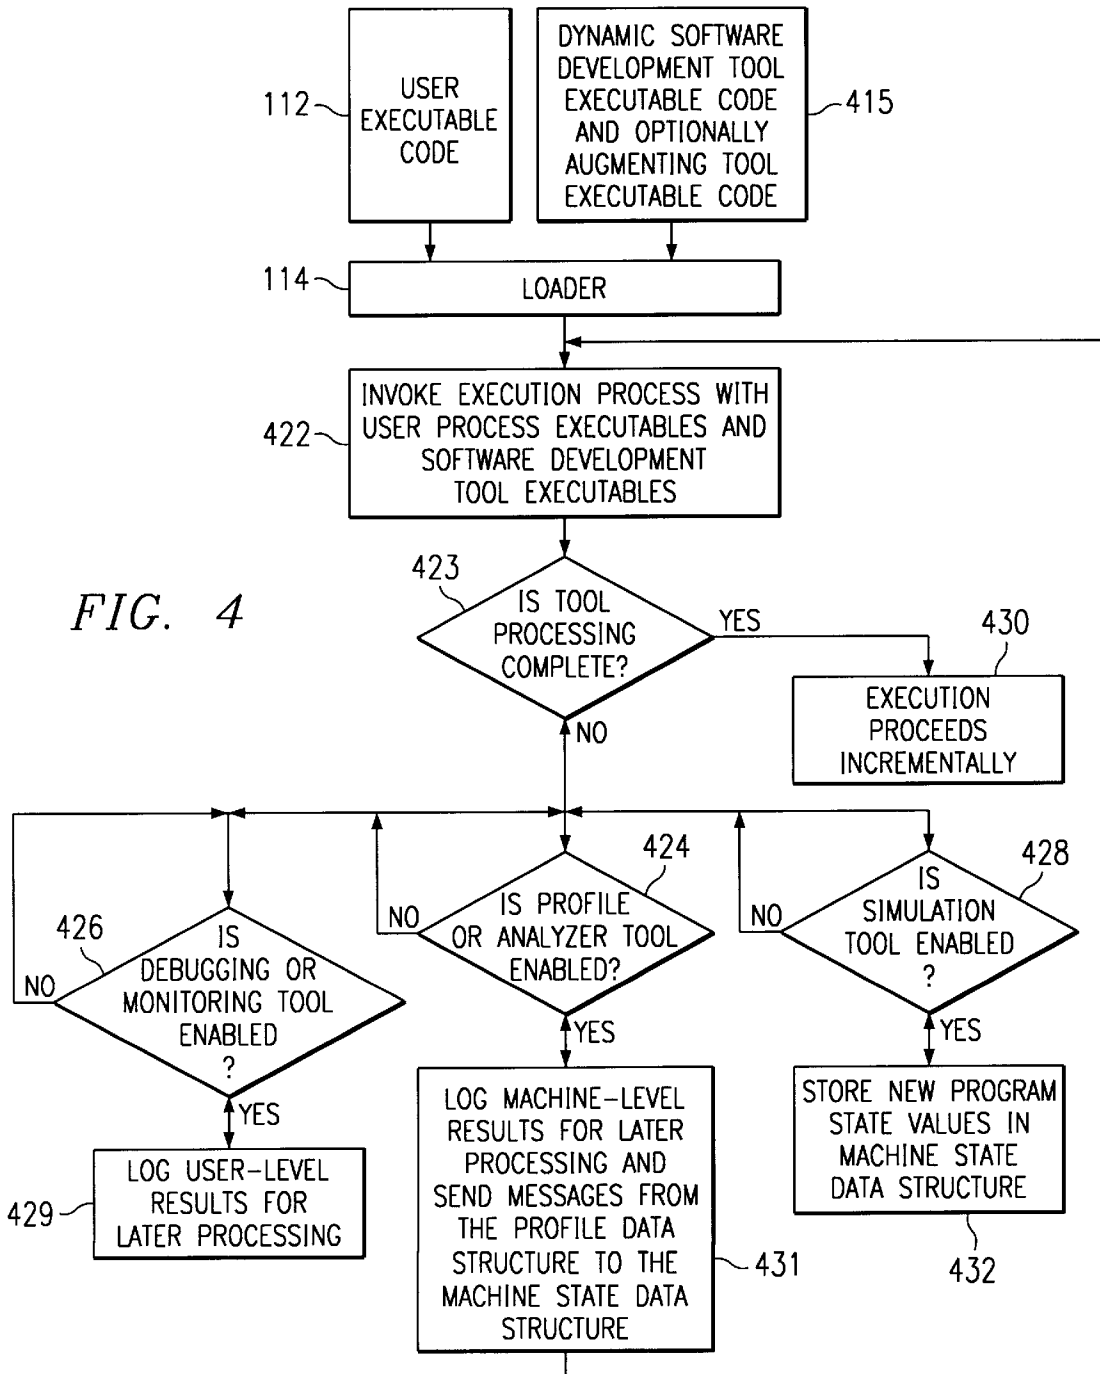 112
USER
EXECUTABLE
CODE
DYNAMIC SOFTWARE
DEVELOPMENT TOOL
EXECUTABLE CODE
AND OPTIONALLY
AUGMENTING TOOL
EXECUTABLE CODE
415
114
LOADER
422
INVOKE EXECUTION PROCESS WITH
USER PROCESS EXECUTABLES AND
SOFTWARE DEVELOPMENT
TOOL EXECUTABLES
FIG. 4
423
IS TOOL
PROCESSING
COMPLETE?
YES
NO
430
EXECUTION
PROCEEDS
INCREMENTALLY
426
NO
IS
DEBUGGING OR
MONITORING TOOL
ENABLED
?
YES
429
LOG USER-LEVEL
RESULTS FOR
LATER PROCESSING
424
NO
IS PROFILE
OR ANALYZER TOOL
ENABLED?
YES
LOG MACHINE-LEVEL
RESULTS FOR LATER
PROCESSING AND
SEND MESSAGES FROM
THE PROFILE DATA
STRUCTURE TO THE
MACHINE STATE DATA
STRUCTURE
431
428
NO
IS
SIMULATION
TOOL ENABLED
?
YES
STORE NEW PROGRAM
STATE VALUES IN
MACHINE STATE
DATA STRUCTURE
432